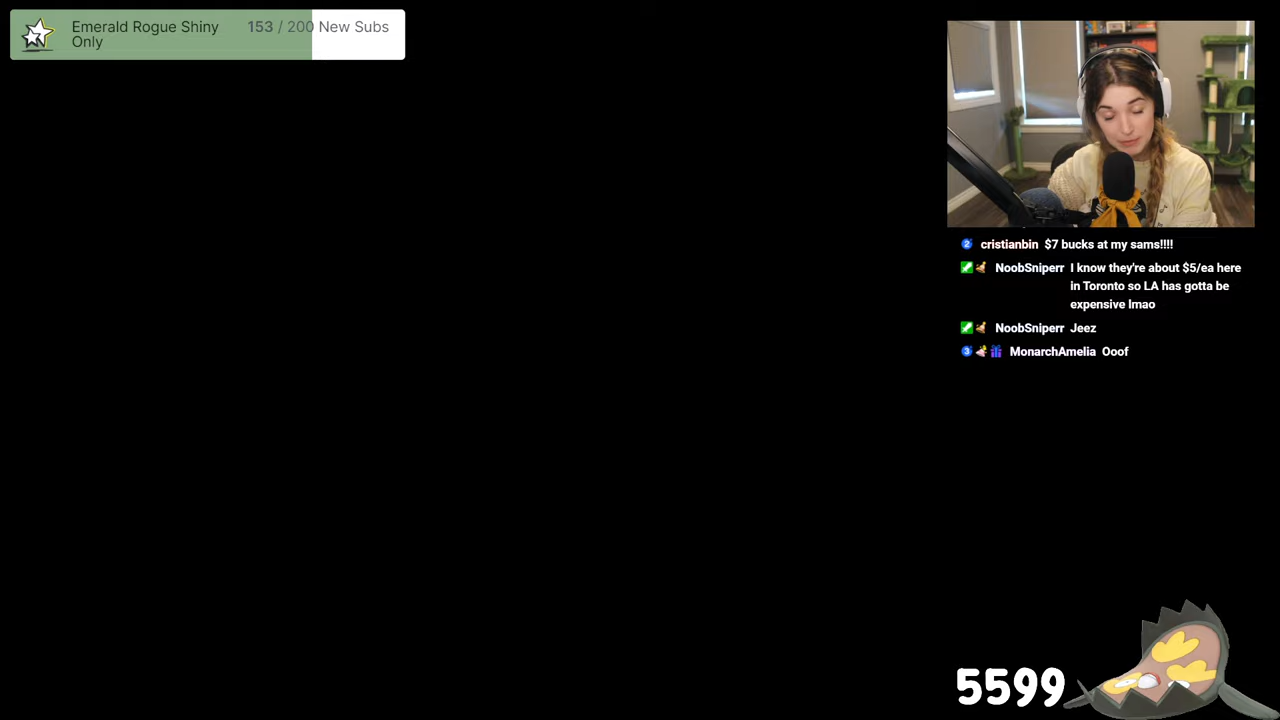 Emerald Rogue Shiny Only
153 / 200 New Subs
cristianbin $7 bucks at my sams!!!!
NoobSniperr I know they're about $5/ea here
in Toronto so LA has gotta be
expensive lmao
NoobSniperr Jeez
MonarchAmelia Ooof
5599